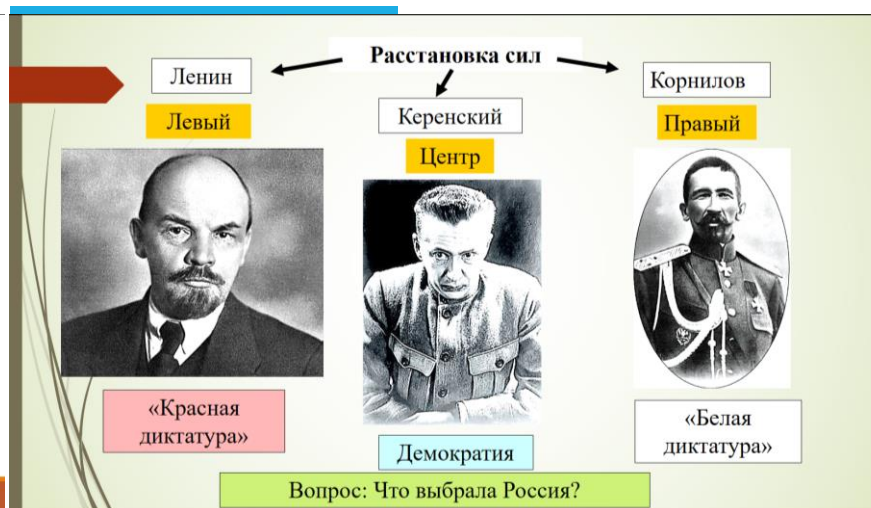 Расстановка сил
Ленин
Левый
«Красная
диктатура»
Керенский
Центр
Демократия
Корнилов
Правый
«Белая
диктатура»
Вопрос: Что выбрала Россия?